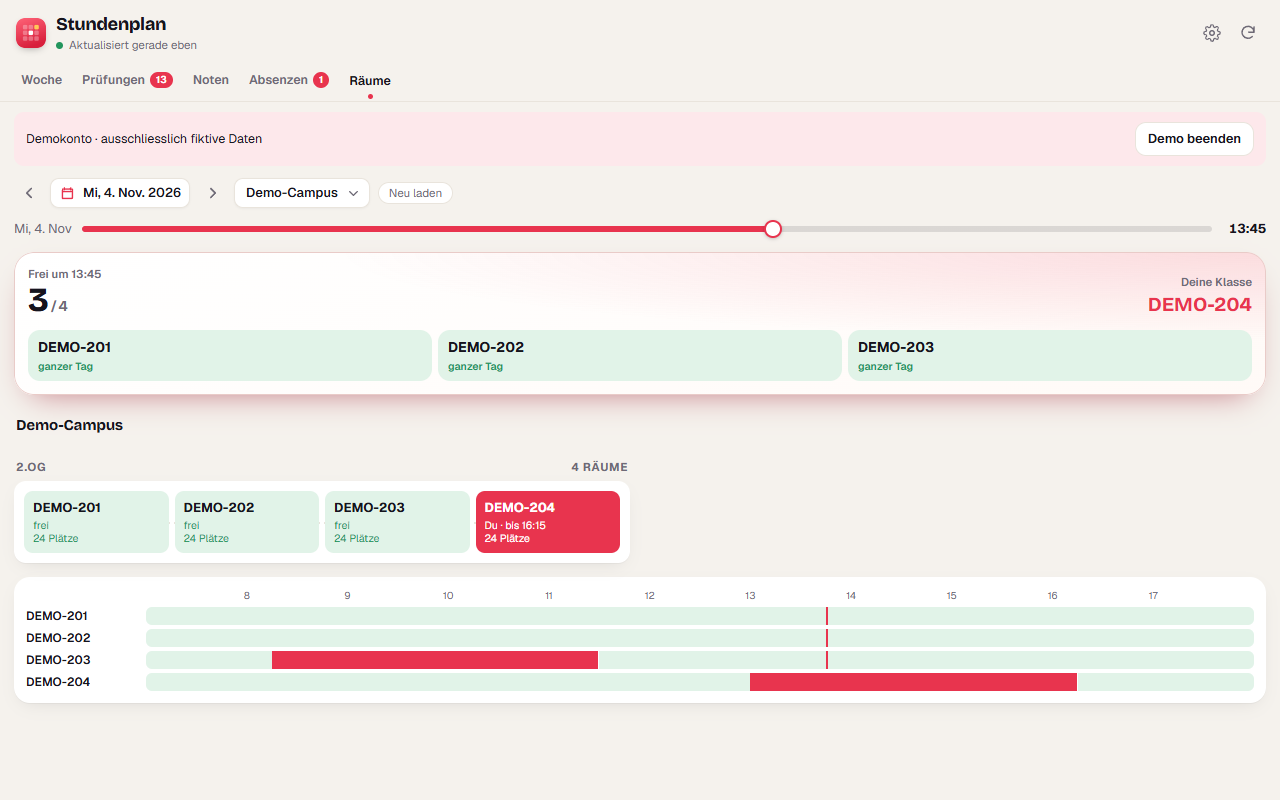 Stundenplan
Aktualisiert gerade eben
Woche Prüfungen 13 Noten Absenzen 1 Räume
Demokonto · ausschliesslich fiktive Daten Demo beenden
Mi, 4. Nov. 2026 Demo-Campus Neu laden
Mi, 4. Nov 13:45
Frei um 13:45
3 / 4
Deine Klasse
DEMO-204
DEMO-201 DEMO-202 DEMO-203
ganzer Tag ganzer Tag ganzer Tag
Demo-Campus
2.OG 4 RÄUME
DEMO-201 DEMO-202 DEMO-203 DEMO-204
frei frei frei Du · bis 16:15
24 Plätze 24 Plätze 24 Plätze 24 Plätze
8 9 10 11 12 13 14 15 16 17
DEMO-201
DEMO-202
DEMO-203
DEMO-204